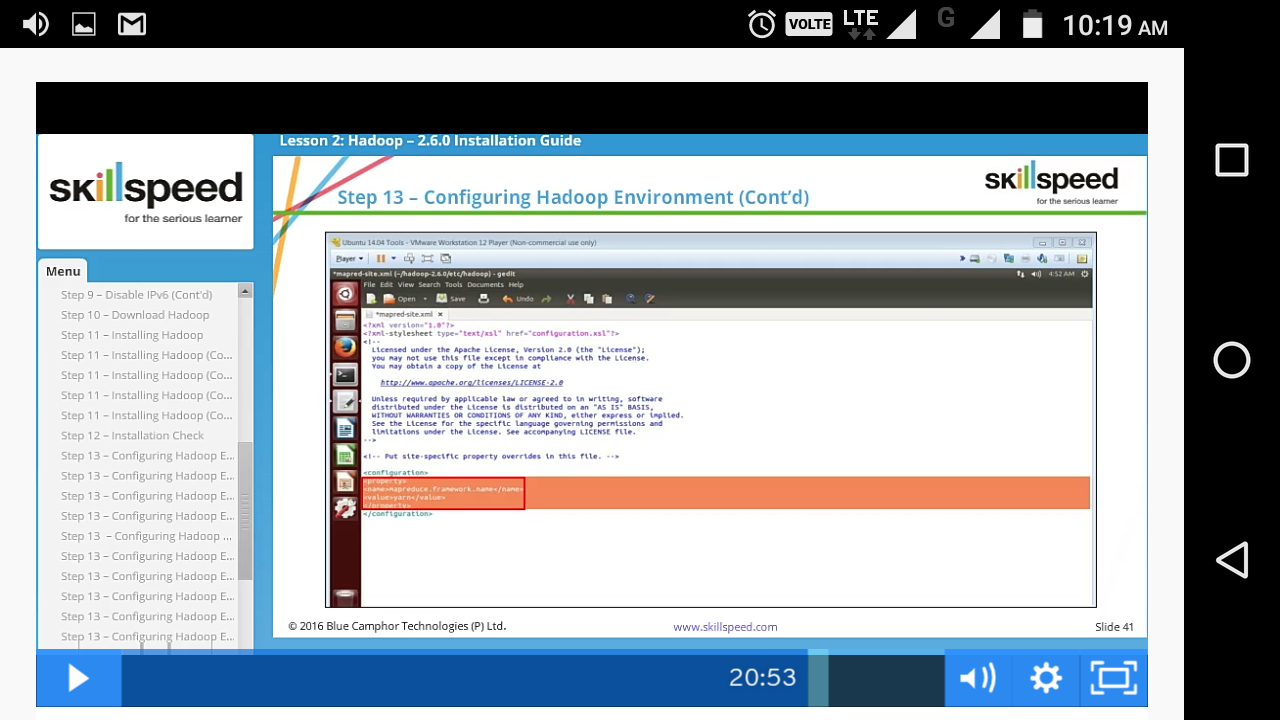 VOLTE LTE G 10:19 AM
Lesson 2: Hadoop – 2.6.0 Installation Guide
skillspeed
for the serious learner
Menu
Step 9 – Disable IPv6 (Cont'd)
Step 10 – Download Hadoop
Step 11 – Installing Hadoop
Step 11 – Installing Hadoop (Co...
Step 11 – Installing Hadoop (Co...
Step 11 – Installing Hadoop (Co...
Step 11 – Installing Hadoop (Co...
Step 12 – Installation Check
Step 13 – Configuring Hadoop E...
Step 13 – Configuring Hadoop E...
Step 13 – Configuring Hadoop E...
Step 13 – Configuring Hadoop E...
Step 13 – Configuring Hadoop ...
Step 13 – Configuring Hadoop E...
Step 13 – Configuring Hadoop E...
Step 13 – Configuring Hadoop E...
Step 13 – Configuring Hadoop E...
Step 13 – Configuring Hadoop E...
Step 13 – Configuring Hadoop Environment (Cont'd)
skillspeed
for the serious learner
Ubuntu 14.04 Tools - VMware Workstation 12 Player (Non-commercial use only)
Player
*mapred-site.xml (~/hadoop-2.6.0/etc/hadoop) - gedit
4:52 AM
File Edit View Search Tools Documents Help
Open Save Undo
*mapred-site.xml
<?xml version="1.0"?>
<?xml-stylesheet type="text/xsl" href="configuration.xsl"?>
<!--
Licensed under the Apache License, Version 2.0 (the "License");
you may not use this file except in compliance with the License.
You may obtain a copy of the License at
http://www.apache.org/licenses/LICENSE-2.0
Unless required by applicable law or agreed to in writing, software
distributed under the License is distributed on an "AS IS" BASIS,
WITHOUT WARRANTIES OR CONDITIONS OF ANY KIND, either express or implied.
See the License for the specific language governing permissions and
limitations under the License. See accompanying LICENSE file.
-->
<!-- Put site-specific property overrides in this file. -->
<configuration>
<property>
<name>mapreduce.framework.name</name>
<value>yarn</value>
</property>
</configuration>
© 2016 Blue Camphor Technologies (P) Ltd.
www.skillspeed.com
Slide 41
20:53